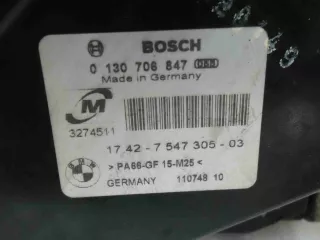 BOSCH
0 130 706 847 055
Made in Germany
3274511
17.42- 7 547 305 - 03
> PA66-GF 15-M25 <
GERMANY 110748 10